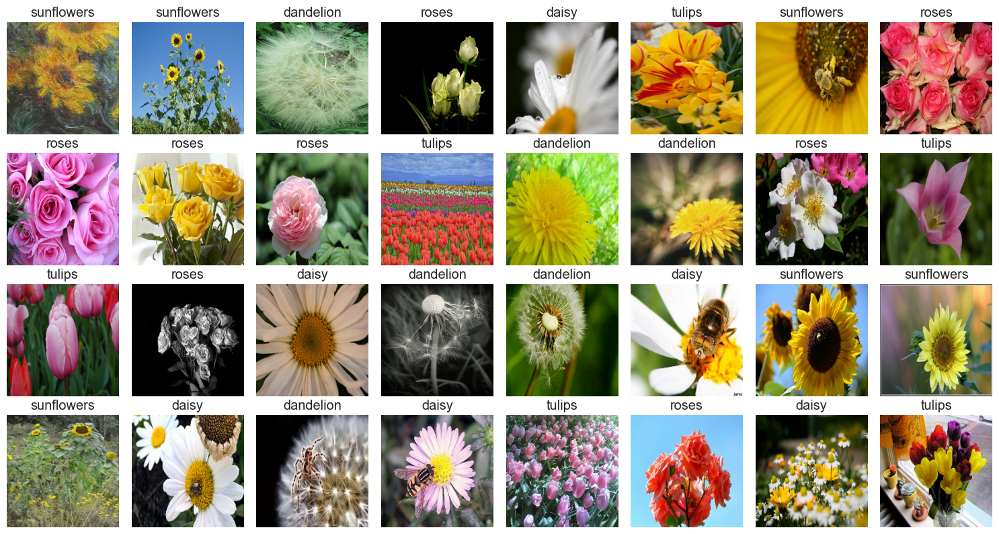 sunflowers sunflowers dandelion roses daisy tulips sunflowers roses
roses roses roses tulips dandelion dandelion roses tulips
tulips roses daisy dandelion dandelion daisy sunflowers sunflowers
Jamel
sunflowers daisy dandelion daisy tulips roses daisy tulips